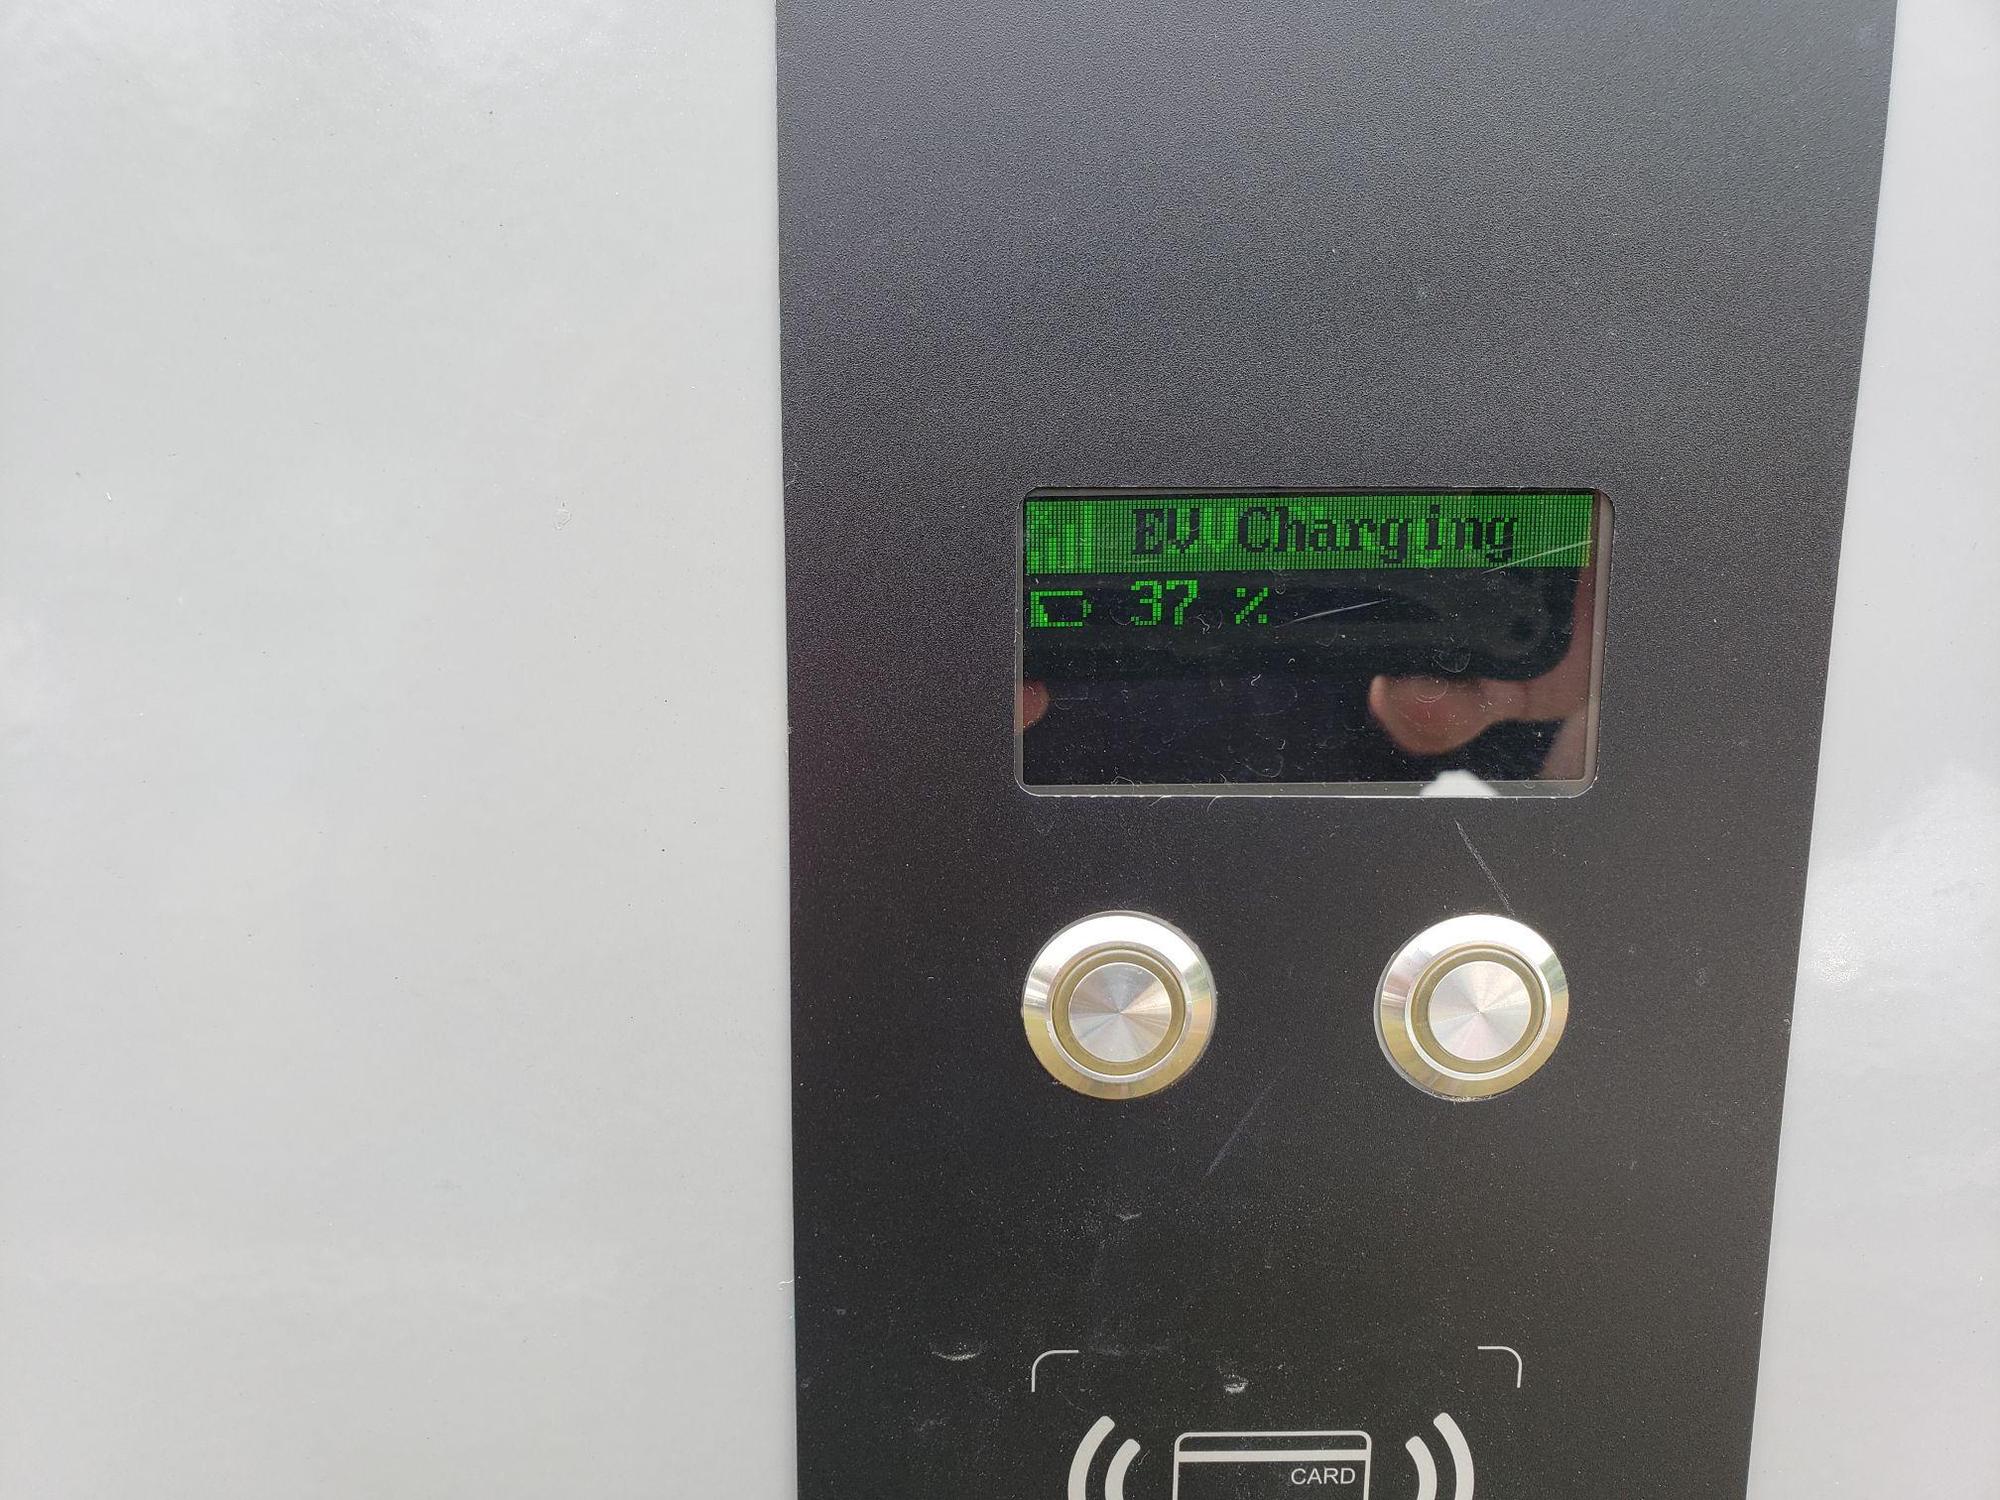 EV Charging
37 %
CARD